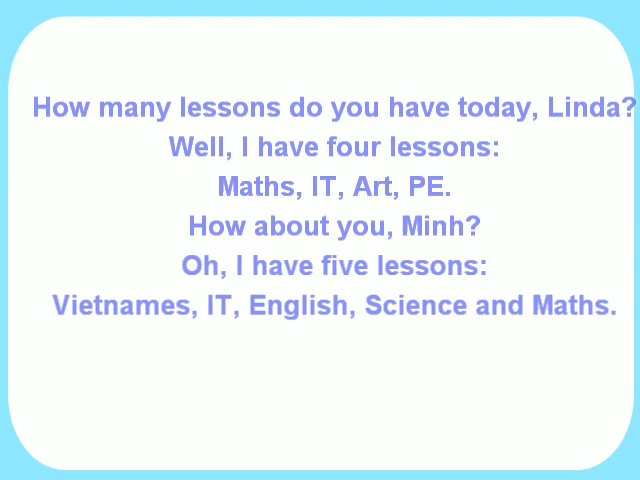 How many lessons do you have today, Linda?
Well, I have four lessons:
Maths, IT, Art, PE.
How about you, Minh?
Oh, I have five lessons:
Vietnames, IT, English, Science and Maths.